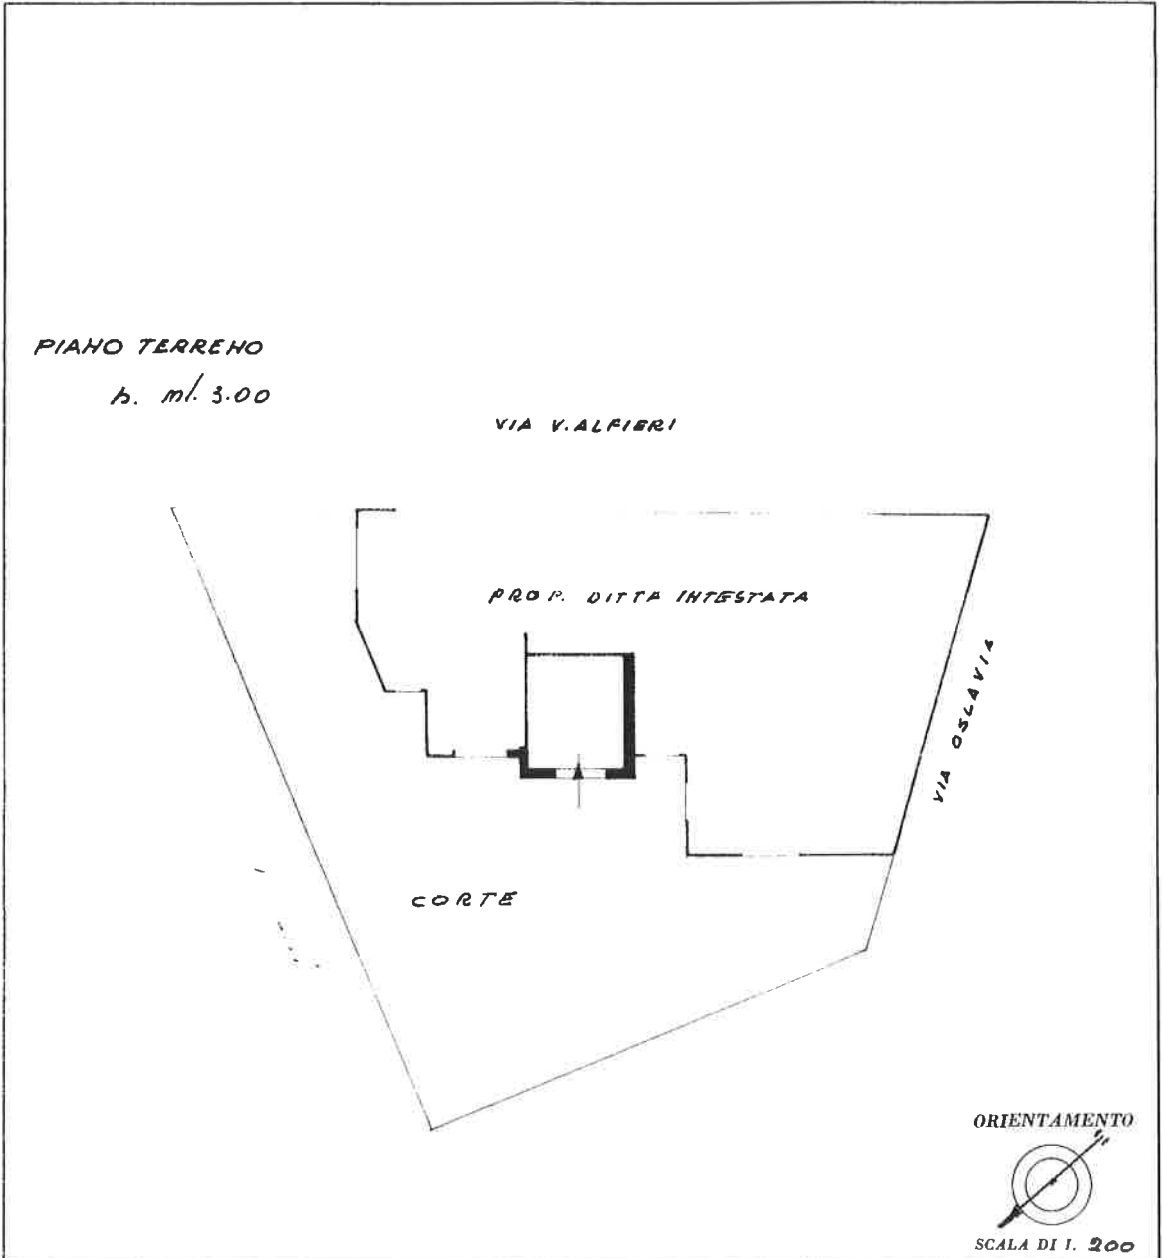 PIANO TERRENO
h. ml. 3.00
VIA V. ALFIERI
PROP. DITTA INTESTATA
VIA OSLAVIA
CORTE
ORIENTAMENTO
SCALA DI 1. 200